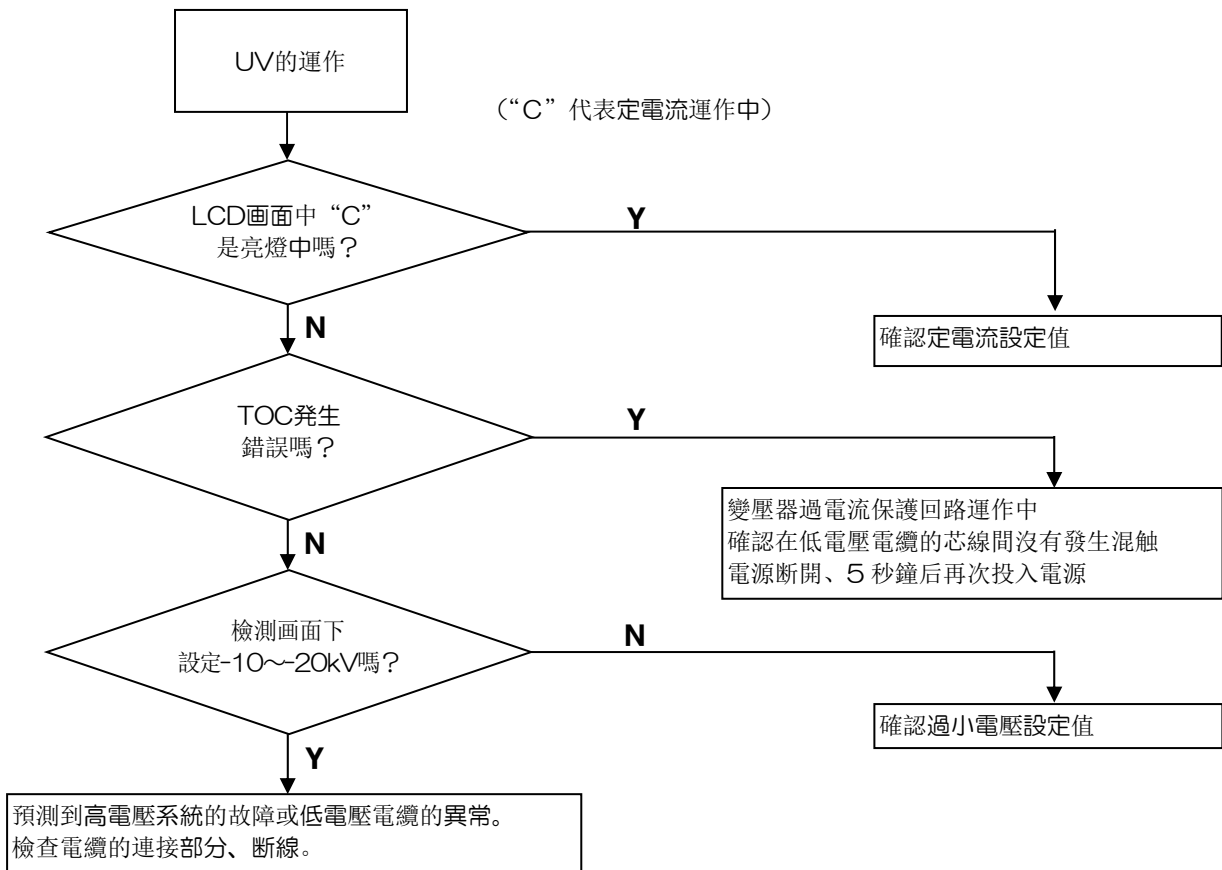 UV的運作
（“C”代表定電流運作中）
LCD画面中“C”
是亮燈中嗎？
Y
N
確認定電流設定值
TOC発生
錯誤嗎？
Y
N
變壓器過電流保護回路運作中
確認在低電壓電纜的芯線間沒有發生混触
電源断開、5秒鐘后再次投入電源
檢測画面下
設定-10～-20kV嗎？
N
Y
確認過小電壓設定值
預測到高電壓系統的故障或低電壓電纜的異常。
檢查電纜的連接部分、断線。